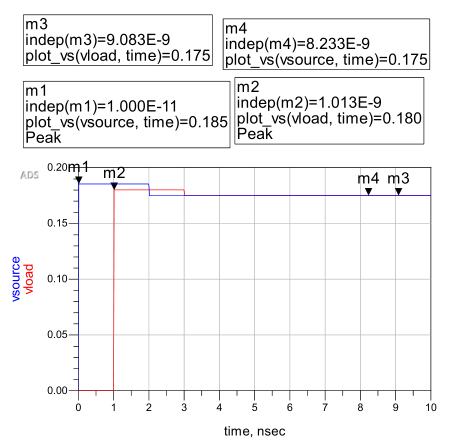 m3
indep(m3)=9.083E-9
plot_vs(vload, time)=0.175
m4
indep(m4)=8.233E-9
plot_vs(vsource, time)=0.175
m1
indep(m1)=1.000E-11
plot_vs(vsource, time)=0.185
Peak
m2
indep(m2)=1.013E-9
plot_vs(vload, time)=0.180
Peak
ADS
0.20
0.15
0.10
0.05
0.00
m1
m2
m4
m3
vsource
vload
0 1 2 3 4 5 6 7 8 9 10
time, nsec